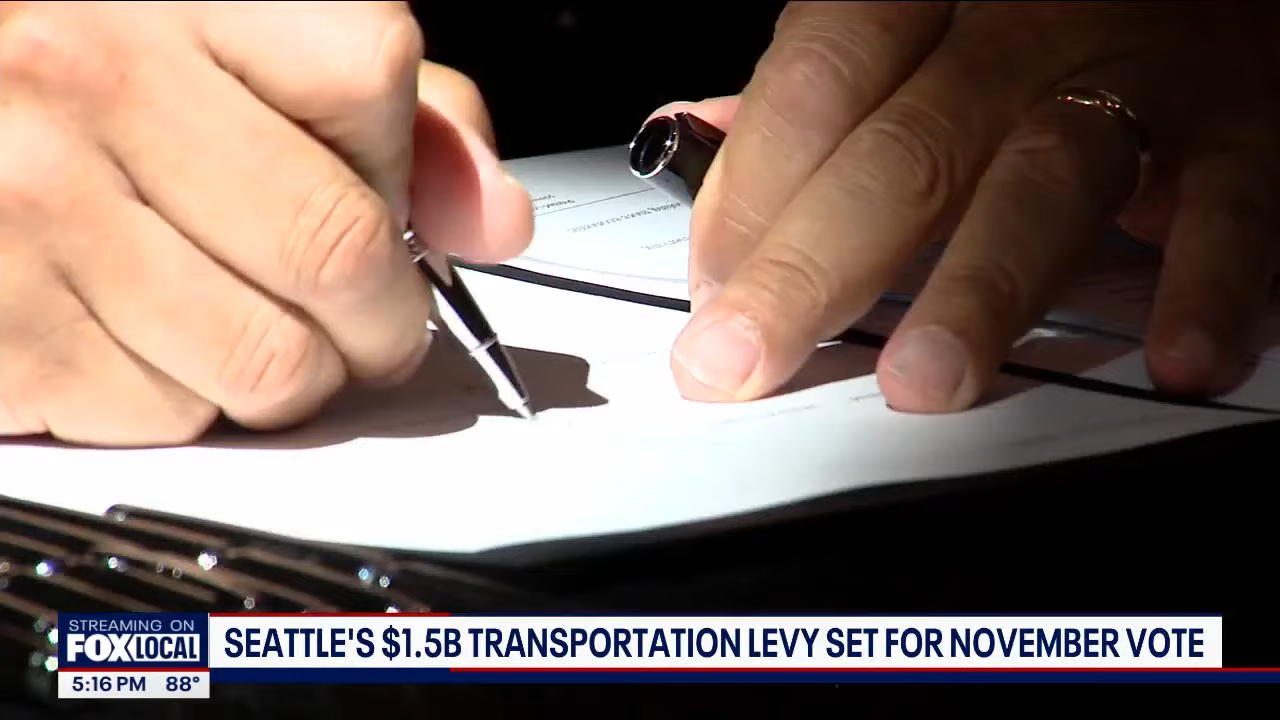 STREAMING ON
FOX LOCAL
SEATTLE'S $1.5B TRANSPORTATION LEVY SET FOR NOVEMBER VOTE
5:16 PM 88°